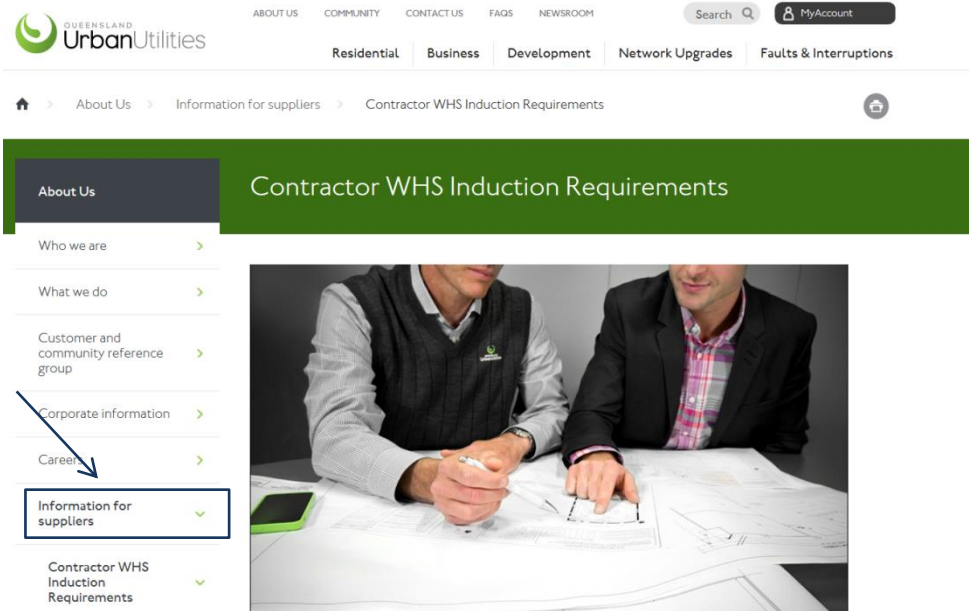 ABOUT US COMMUNITY CONTACT US FAQS NEWSROOM Search MyAccount
QUEENSLAND
UrbanUtilities
Residential Business Development Network Upgrades Faults & Interruptions
About Us > Information for suppliers > Contractor WHS Induction Requirements
About Us
Contractor WHS Induction Requirements
Who we are
What we do
Customer and
community reference
group
Corporate information
Careers
Information for
suppliers
Contractor WHS
Induction
Requirements